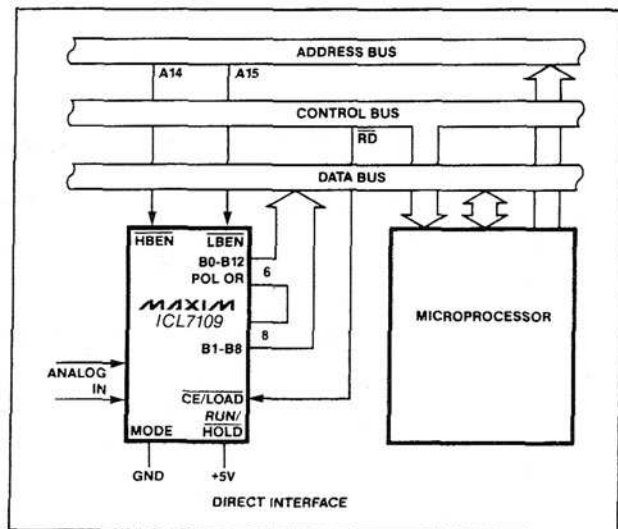 ADDRESS BUS
A14
A15
CONTROL BUS
RD
DATA BUS
HBEN
LBEN
B0-B12
POL OR
6
MAXIM
ICL7109
8
B1-B8
ANALOG
IN
CE/LOAD
RUN/
HOLD
MODE
GND
+5V
MICROPROCESSOR
DIRECT INTERFACE